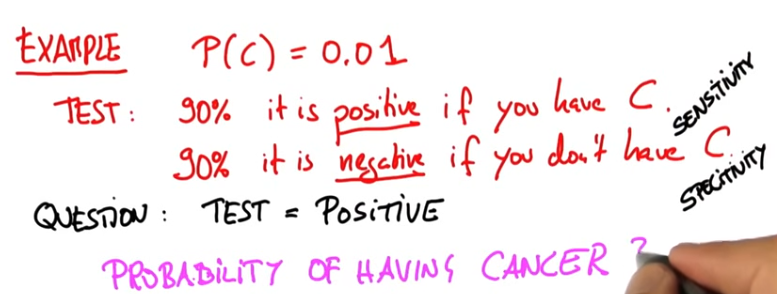 EXAMPLE P(C) = 0.01
TEST: 90% it is positive if you have C. SENSITIVITY
90% it is negative if you don't have C. SPECITIVITY
QUESTION: TEST = POSITIVE
PROBABILITY OF HAVING CANCER ?